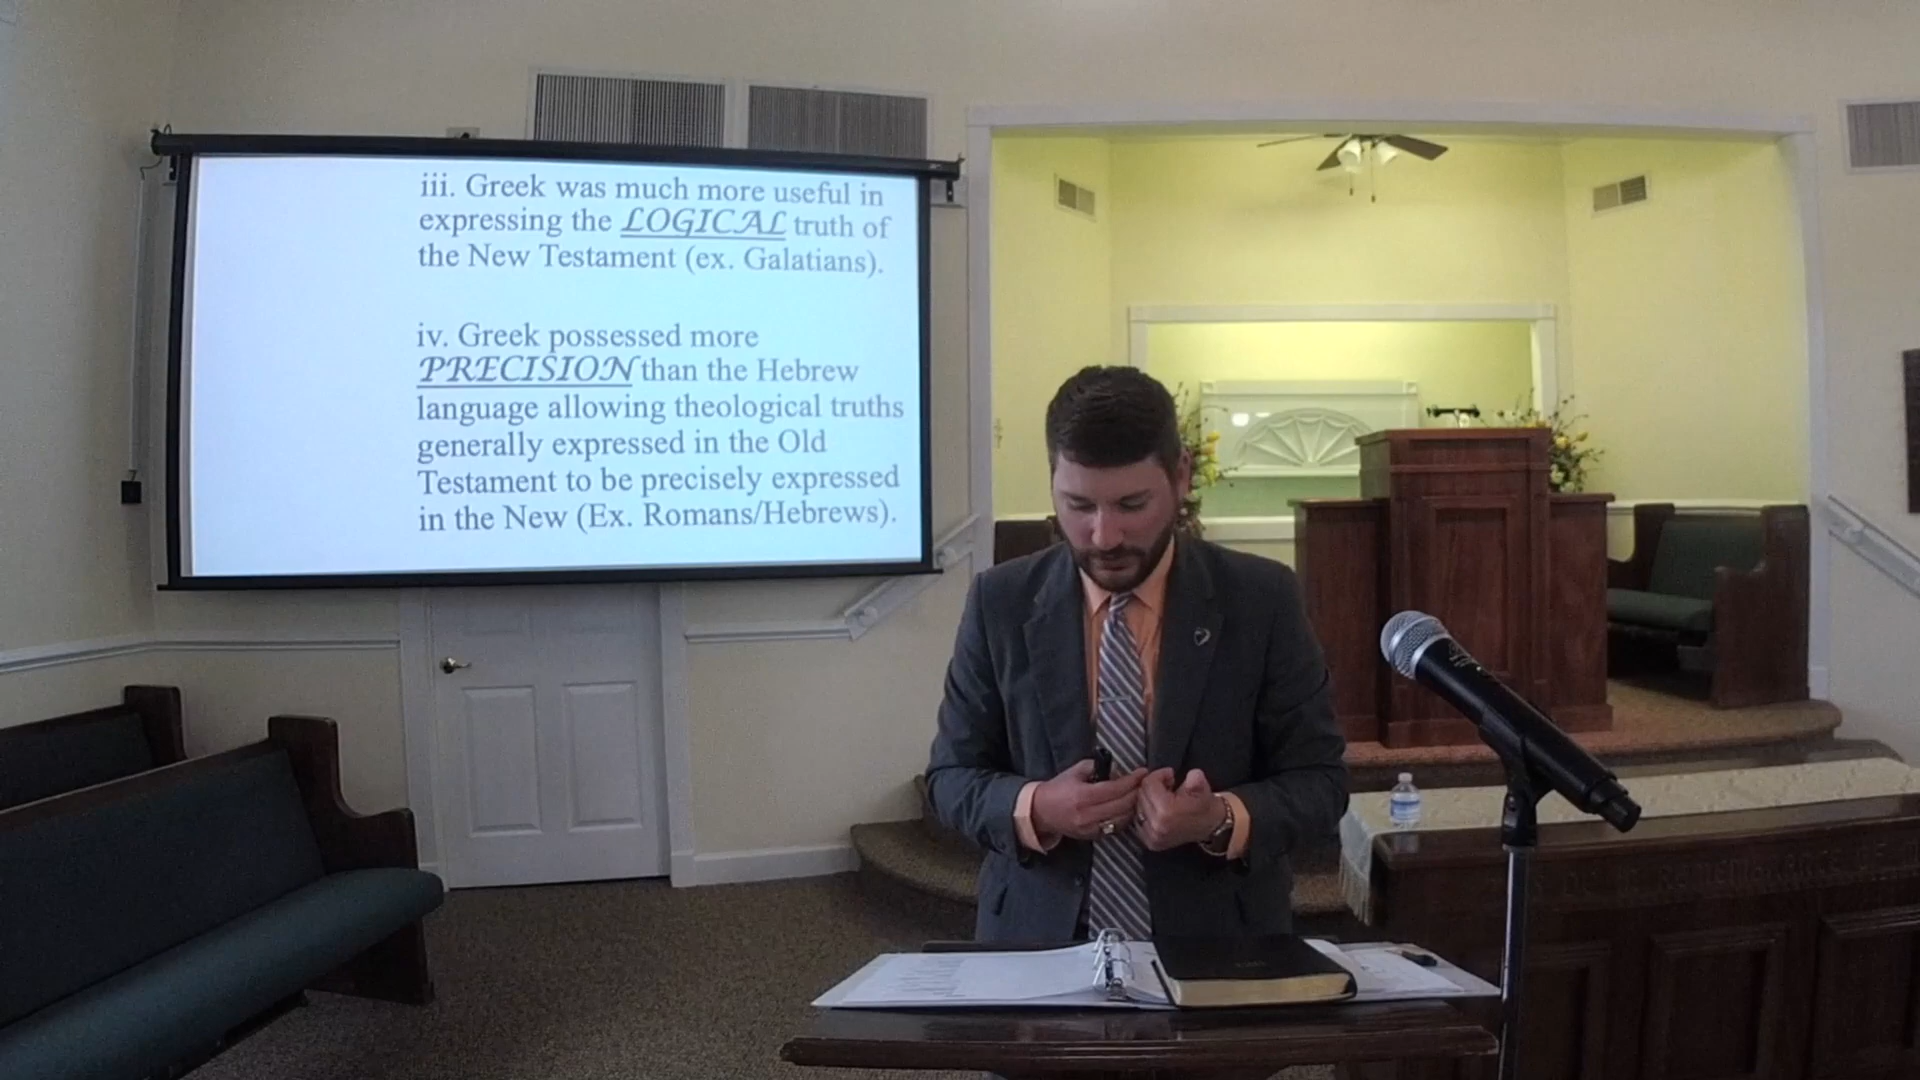 iii. Greek was much more useful in
expressing the LOGICAL truth of
the New Testament (ex. Galatians).
iv. Greek possessed more
PRECISION than the Hebrew
language allowing theological truths
generally expressed in the Old
Testament to be precisely expressed
in the New (Ex. Romans/Hebrews).
REMEMBRANCE OF